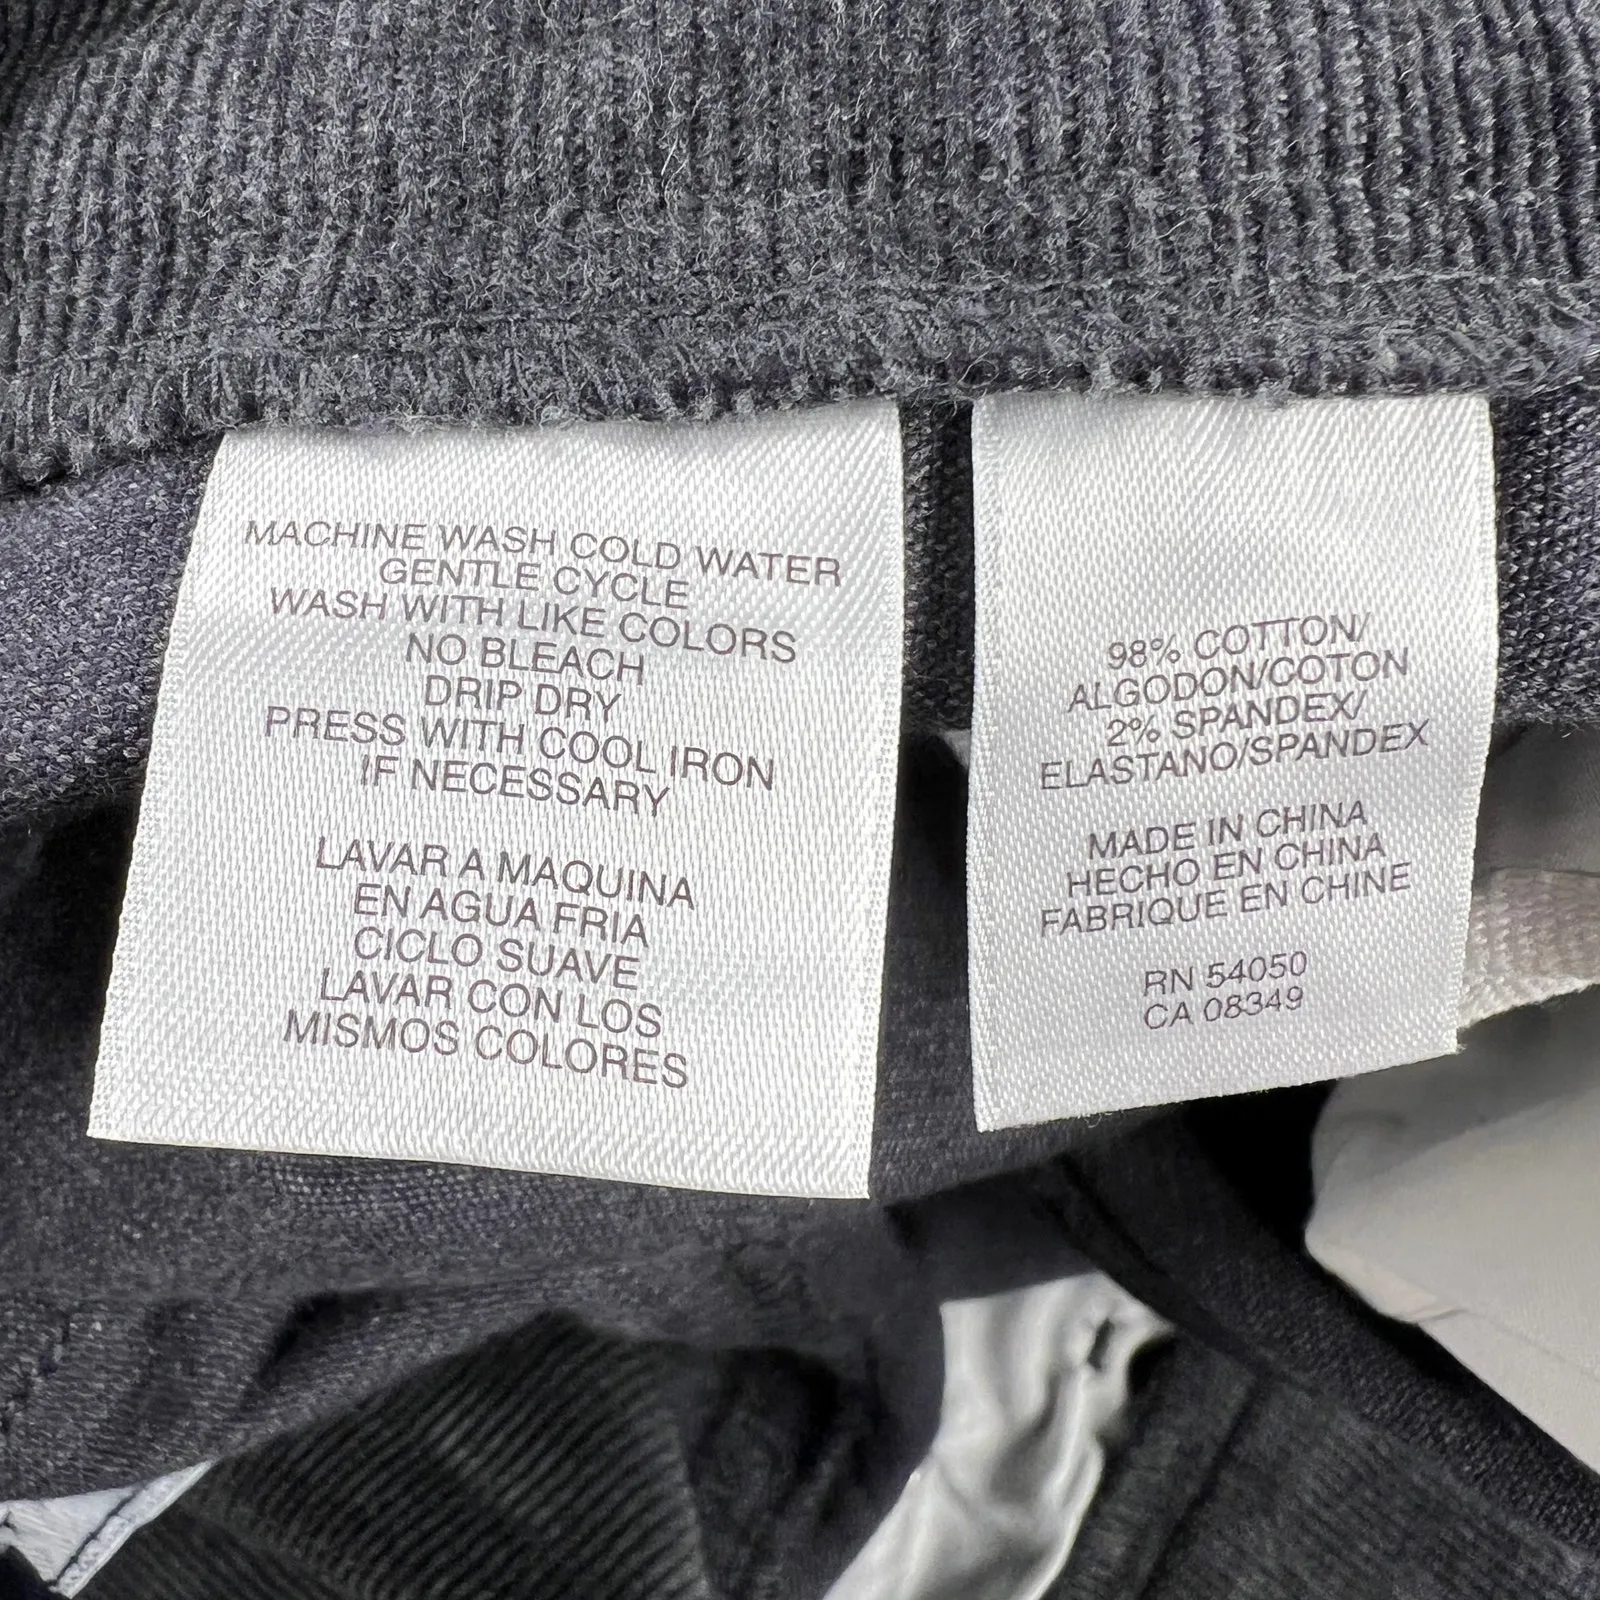 MACHINE WASH COLD WATER
GENTLE CYCLE
WASH WITH LIKE COLORS
NO BLEACH
DRIP DRY
PRESS WITH COOL IRON
IF NECESSARY
LAVAR A MAQUINA
EN AGUA FRIA
CICLO SUAVE
LAVAR CON LOS
MISMOS COLORES
98% COTTON/
ALGODON/COTON
2% SPANDEX/
ELASTANO/SPANDEX
MADE IN CHINA
HECHO EN CHINA
FABRIQUE EN CHINE
RN 54050
CA 08349